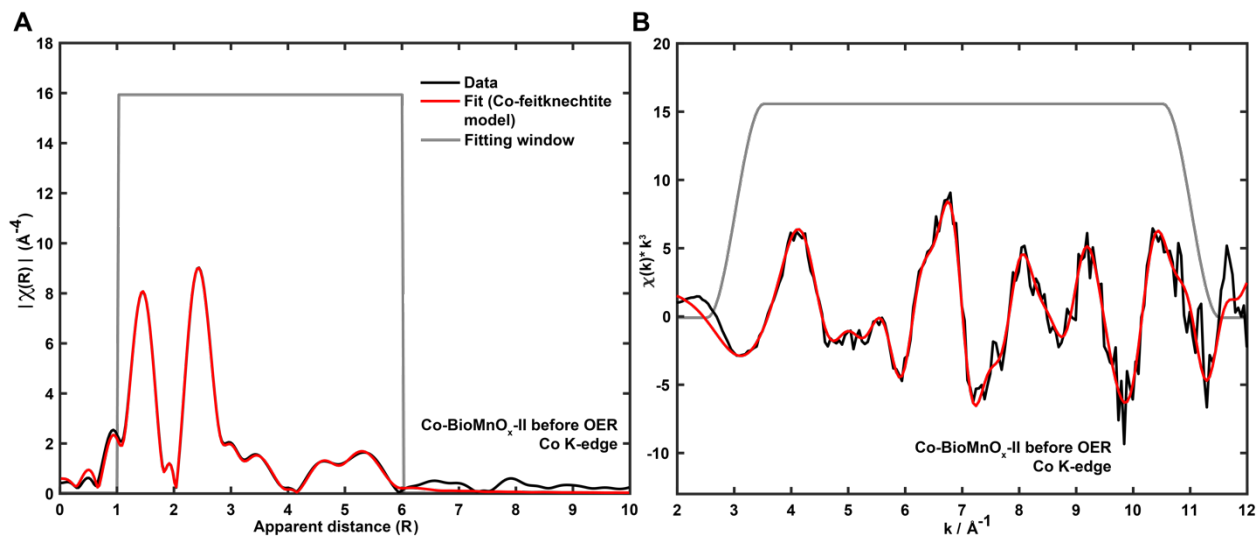 A
18
16
14
12
10
8
6
4
2
0
| χ(R) | (Å⁻⁴)
Data
Fit (Co-feitknechtite
model)
Fitting window
Co-BioMnOₓ-II before OER
Co K-edge
0 1 2 3 4 5 6 7 8 9 10
Apparent distance (R)
B
20
15
10
5
0
-5
-10
χ(k)* k³
Co-BioMnOₓ-II before OER
Co K-edge
2 3 4 5 6 7 8 9 10 11 12
k / Å⁻¹